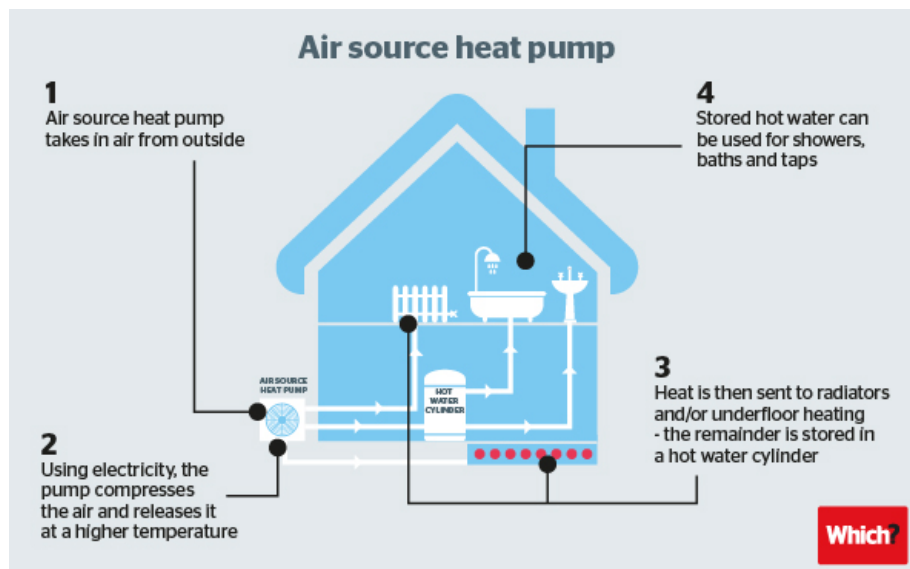 Air source heat pump
1
Air source heat pump
takes in air from outside
4
Stored hot water can
be used for showers,
baths and taps
AIR SOURCE
HEAT PUMP
HOT
WATER
CYLINDER
2
Using electricity, the
pump compresses
the air and releases it
at a higher temperature
3
Heat is then sent to radiators
and/or underfloor heating
- the remainder is stored in
a hot water cylinder
Which?